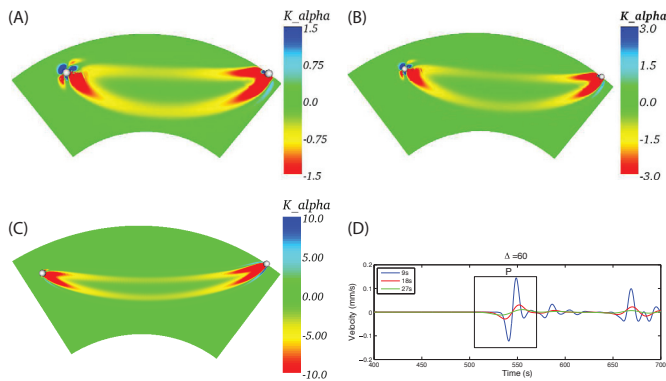 (A)
K_alpha
1.5
0.75
0.0
-0.75
-1.5
(B)
K_alpha
3.0
1.5
0.0
-1.5
-3.0
(C)
K_alpha
10.0
5.00
0.00
-5.00
-10.0
(D)
Δ =60
P
9s
18s
27s
Velocity (mm/s)
0.2
0.1
0
−0.1
−0.2
400 450 500 550 600 650 700
Time (s)